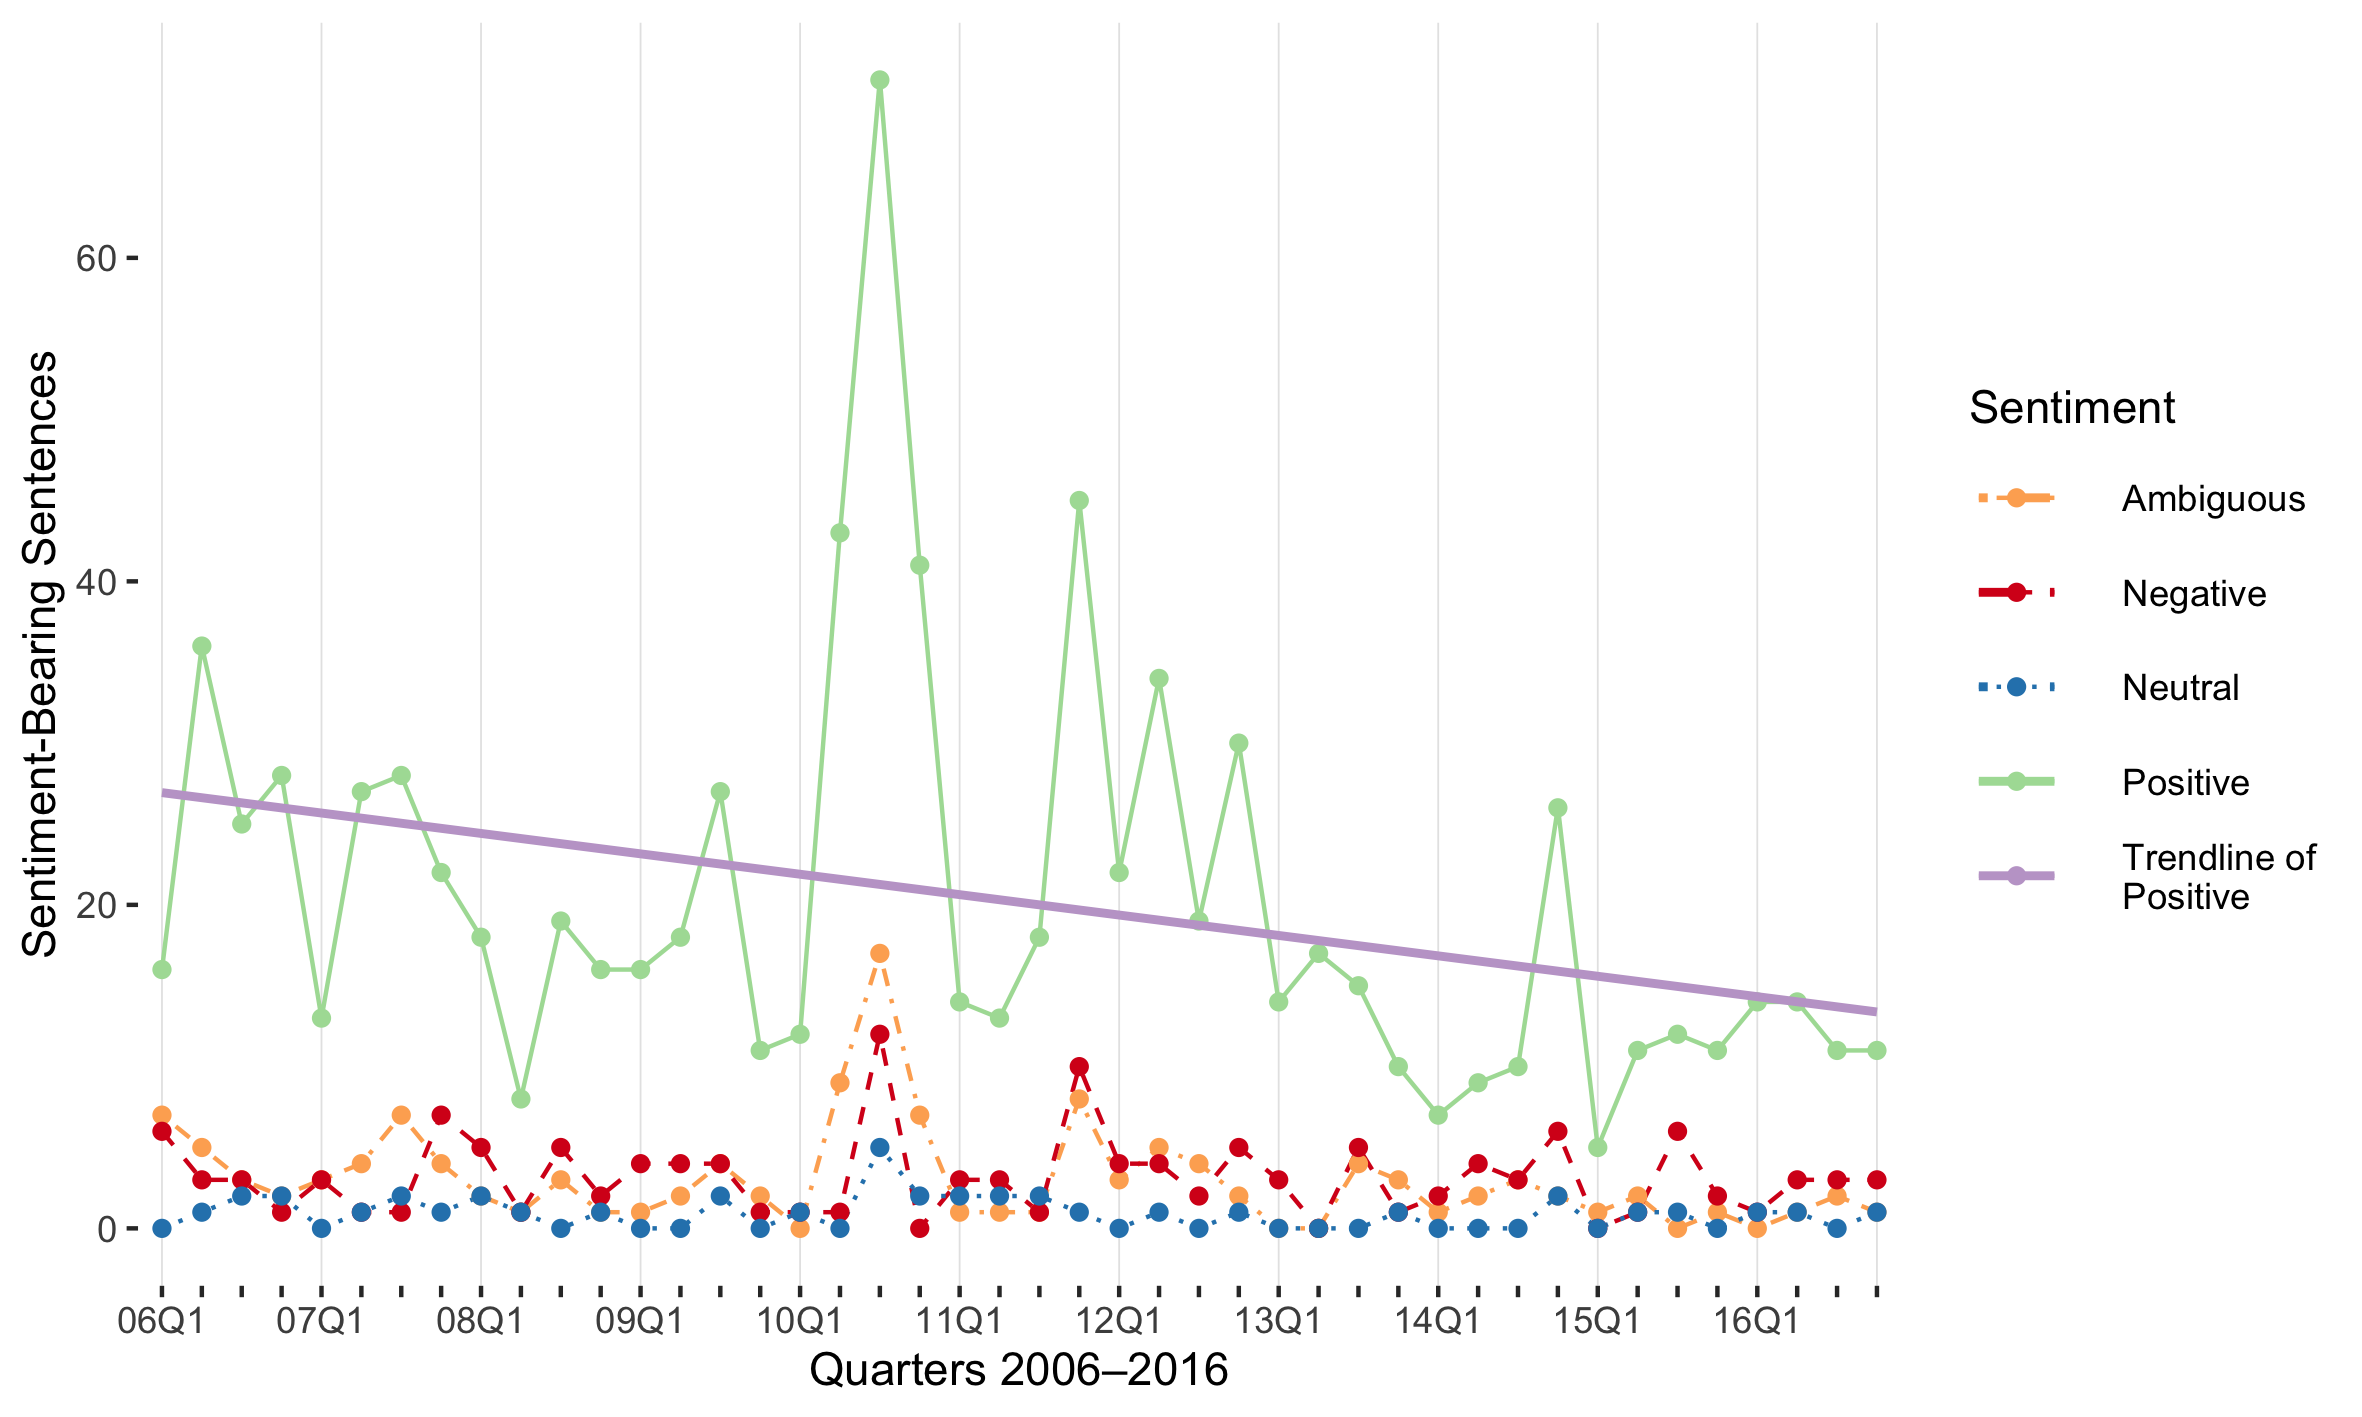 Sentiment-Bearing Sentences
60
40
20
0
06Q1 07Q1 08Q1 09Q1 10Q1 11Q1 12Q1 13Q1 14Q1 15Q1 16Q1
Quarters 2006–2016
Sentiment
Ambiguous
Negative
Neutral
Positive
Trendline of
Positive